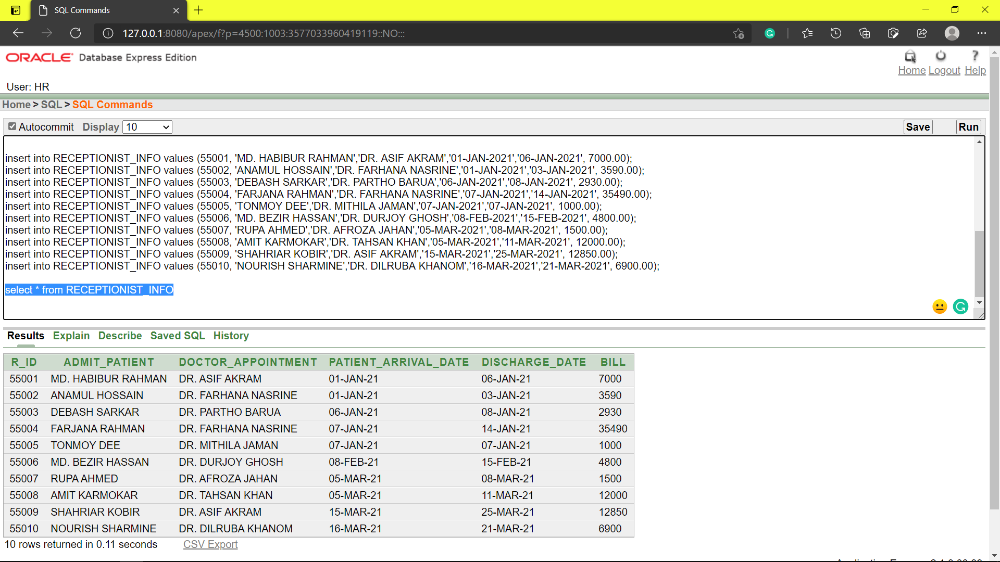 SQL Commands
127.0.0.1:8080/apex/f?p=4500:1003:3577033960419119::NO:::
ORACLE Database Express Edition
Home Logout Help
User: HR
Home > SQL > SQL Commands
Autocommit Display 10 Save Run
insert into RECEPTIONIST_INFO values (55001, 'MD. HABIBUR RAHMAN','DR. ASIF AKRAM','01-JAN-2021','06-JAN-2021', 7000.00);
insert into RECEPTIONIST_INFO values (55002, 'ANAMUL HOSSAIN','DR. FARHANA NASRINE','01-JAN-2021','03-JAN-2021', 3590.00);
insert into RECEPTIONIST_INFO values (55003, 'DEBASH SARKAR','DR. PARTHO BARUA','06-JAN-2021','08-JAN-2021', 2930.00);
insert into RECEPTIONIST_INFO values (55004, 'FARJANA RAHMAN','DR. FARHANA NASRINE','07-JAN-2021','14-JAN-2021', 35490.00);
insert into RECEPTIONIST_INFO values (55005, 'TONMOY DEE','DR. MITHILA JAMAN','07-JAN-2021','07-JAN-2021', 1000.00);
insert into RECEPTIONIST_INFO values (55006, 'MD. BEZIR HASSAN','DR. DURJOY GHOSH','08-FEB-2021','15-FEB-2021', 4800.00);
insert into RECEPTIONIST_INFO values (55007, 'RUPA AHMED','DR. AFROZA JAHAN','05-MAR-2021','08-MAR-2021', 1500.00);
insert into RECEPTIONIST_INFO values (55008, 'AMIT KARMOKAR','DR. TAHSAN KHAN','05-MAR-2021','11-MAR-2021', 12000.00);
insert into RECEPTIONIST_INFO values (55009, 'SHAHRIAR KOBIR','DR. ASIF AKRAM','15-MAR-2021','25-MAR-2021', 12850.00);
insert into RECEPTIONIST_INFO values (55010, 'NOURISH SHARMINE','DR. DILRUBA KHANOM','16-MAR-2021','21-MAR-2021', 6900.00);
select * from RECEPTIONIST_INFO
Results Explain Describe Saved SQL History
R_ID ADMIT_PATIENT DOCTOR_APPOINTMENT PATIENT_ARRIVAL_DATE DISCHARGE_DATE BILL
55001 MD. HABIBUR RAHMAN DR. ASIF AKRAM 01-JAN-21 06-JAN-21 7000
55002 ANAMUL HOSSAIN DR. FARHANA NASRINE 01-JAN-21 03-JAN-21 3590
55003 DEBASH SARKAR DR. PARTHO BARUA 06-JAN-21 08-JAN-21 2930
55004 FARJANA RAHMAN DR. FARHANA NASRINE 07-JAN-21 14-JAN-21 35490
55005 TONMOY DEE DR. MITHILA JAMAN 07-JAN-21 07-JAN-21 1000
55006 MD. BEZIR HASSAN DR. DURJOY GHOSH 08-FEB-21 15-FEB-21 4800
55007 RUPA AHMED DR. AFROZA JAHAN 05-MAR-21 08-MAR-21 1500
55008 AMIT KARMOKAR DR. TAHSAN KHAN 05-MAR-21 11-MAR-21 12000
55009 SHAHRIAR KOBIR DR. ASIF AKRAM 15-MAR-21 25-MAR-21 12850
55010 NOURISH SHARMINE DR. DILRUBA KHANOM 16-MAR-21 21-MAR-21 6900
10 rows returned in 0.11 seconds CSV Export